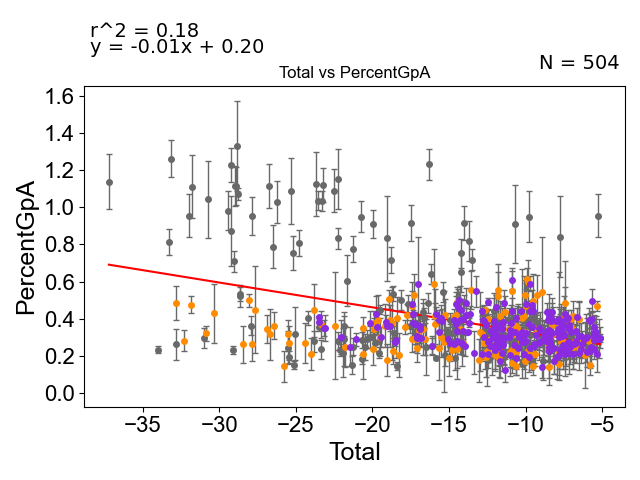 r^2 = 0.18
y = -0.01x + 0.20
N = 504
Total vs PercentGpA
1.6
1.4
1.2
1.0
0.8
0.6
0.4
0.2
0.0
PercentGpA
−35
−30
−25
−20
−15
−10
−5
Total